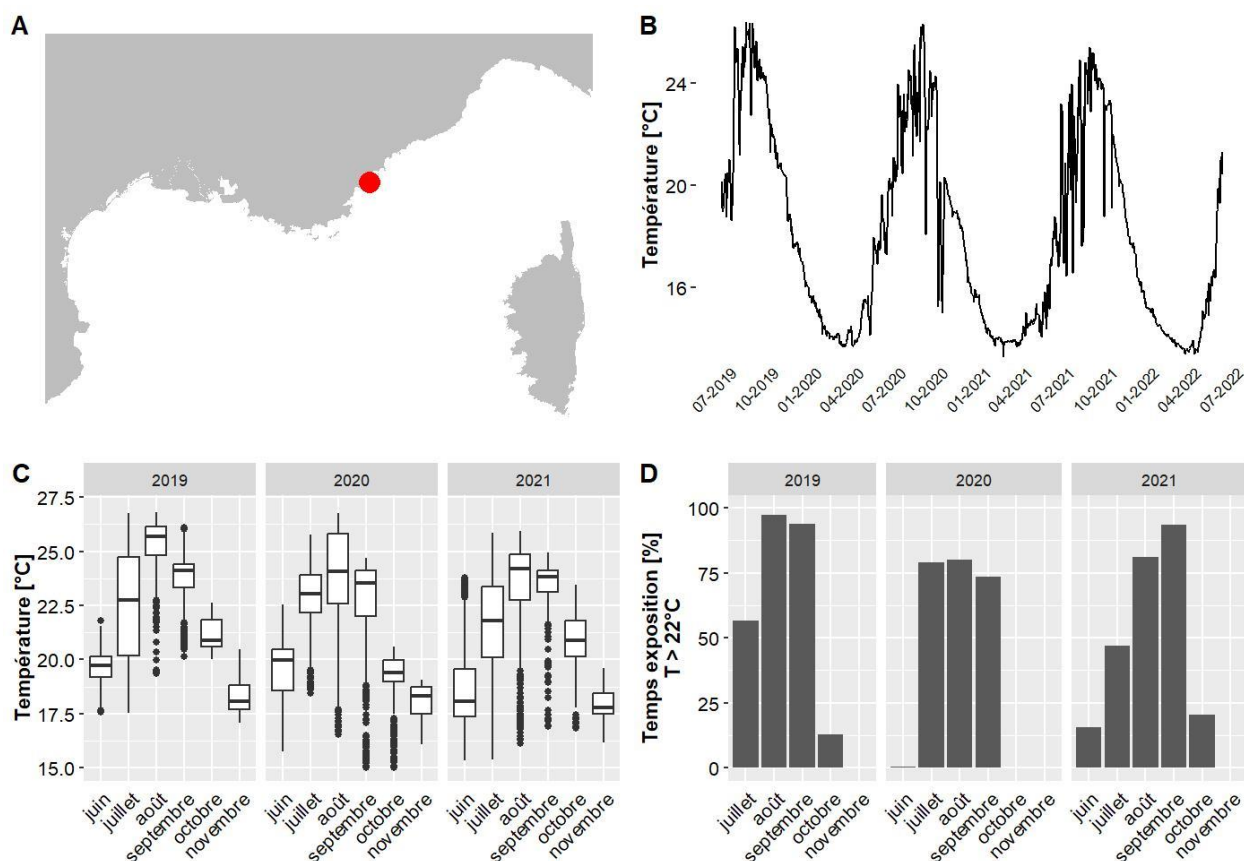 A
B
Température [°C]
24
20
16
07-2019
10-2019
01-2020
04-2020
07-2020
10-2020
01-2021
04-2021
07-2021
10-2021
01-2022
04-2022
07-2022
C
2019
2020
2021
Température [°C]
27.5
25.0
22.5
20.0
17.5
15.0
juin
juillet
août
septembre
octobre
novembre
juin
juillet
août
septembre
octobre
novembre
juin
juillet
août
septembre
octobre
novembre
D
2019
2020
2021
Temps exposition [%]
T > 22°C
100
75
50
25
0
juillet
août
septembre
octobre
novembre
juin
juillet
août
septembre
octobre
novembre
juin
juillet
août
septembre
octobre
novembre